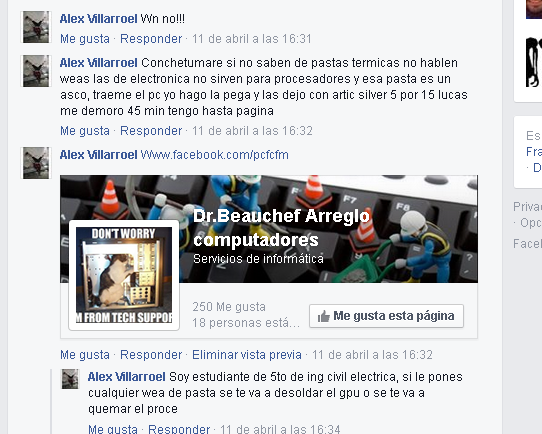 Alex Villarroel Wn no!!!
Me gusta · Responder · 11 de abril a las 16:31
Alex Villarroel Conchetumare si no saben de pastas termicas no hablen
weas las de electronica no sirven para procesadores y esa pasta es un
asco, traeme el pc yo hago la pega y las dejo con artic silver 5 por 15 lucas
me demoro 45 min tengo hasta pagina
Me gusta · Responder · 11 de abril a las 16:32
Alex Villarroel Www.facebook.com/pcfcfm
Dr.Beauchef Arreglo
computadores
Servicios de informática
DON'T WORRY
M FROM TECH SUPPOR
250 Me gusta
18 personas está...
Me gusta esta página
Me gusta · Responder · Eliminar vista previa · 11 de abril a las 16:32
Alex Villarroel Soy estudiante de 5to de ing civil electrica, si le pones
cualquier wea de pasta se te va a desoldar el gpu o se te va a
quemar el proce
Me gusta · Responder · 11 de abril a las 16:34
Es
Fra
· D
Priva
· Opc
Facel